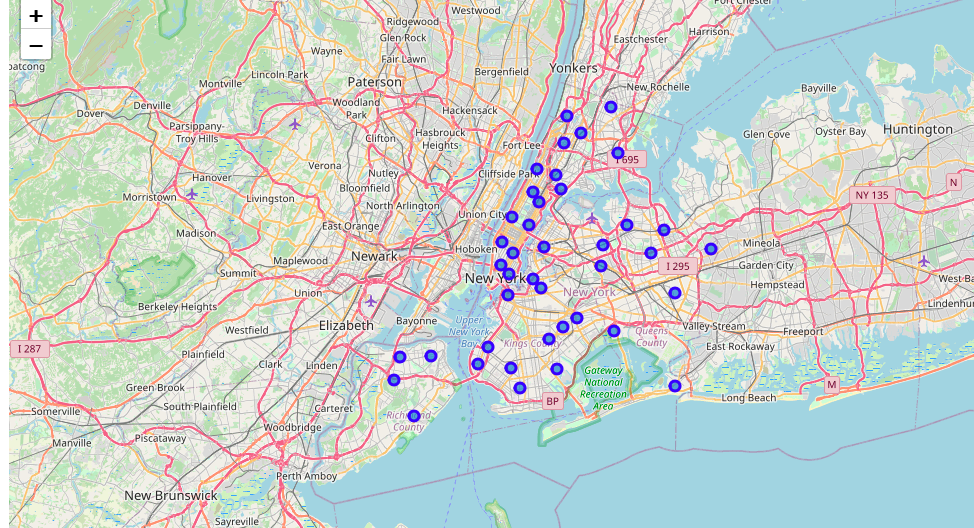 Port Chester
Westwood
+
Ridgewood
Harrison
Glen Rock
Eastchester
−
Wayne
Fair Lawn
Yonkers
Lincoln Park
Bergenfield
Montville
Paterson
New Rochelle
Bayville
Denville
Woodland
Park
Hackensack
Dover
Parsippany-
Troy Hills
Clifton
Hasbrouck
Heights
Fort Lee
Glen Cove
Oyster Bay
Huntington
Verona
I 695
Hanover
Nutley
Cliffside Park
N
Bloomfield
NY 135
Morristown
Livingston
North Arlington
Union City
East Orange
Madison
Hoboken
Mineola
Maplewood
Newark
Summit
New York
I 295
Garden City
West Ba
Union
New York
Hempstead
Berkeley Heights
Lindenhu
Elizabeth
Bayonne
Upper
New York
Bay
Valley Stream
Freeport
Westfield
Kings County
Queens
County
I 287
Plainfield
East Rockaway
Clark
Linden
Gateway
National
Recreation
Area
Green Brook
M
Long Beach
BP
Somerville
South Plainfield
Carteret
Richmond
County
Woodbridge
Manville
Piscataway
Perth Amboy
New Brunswick
Sayreville